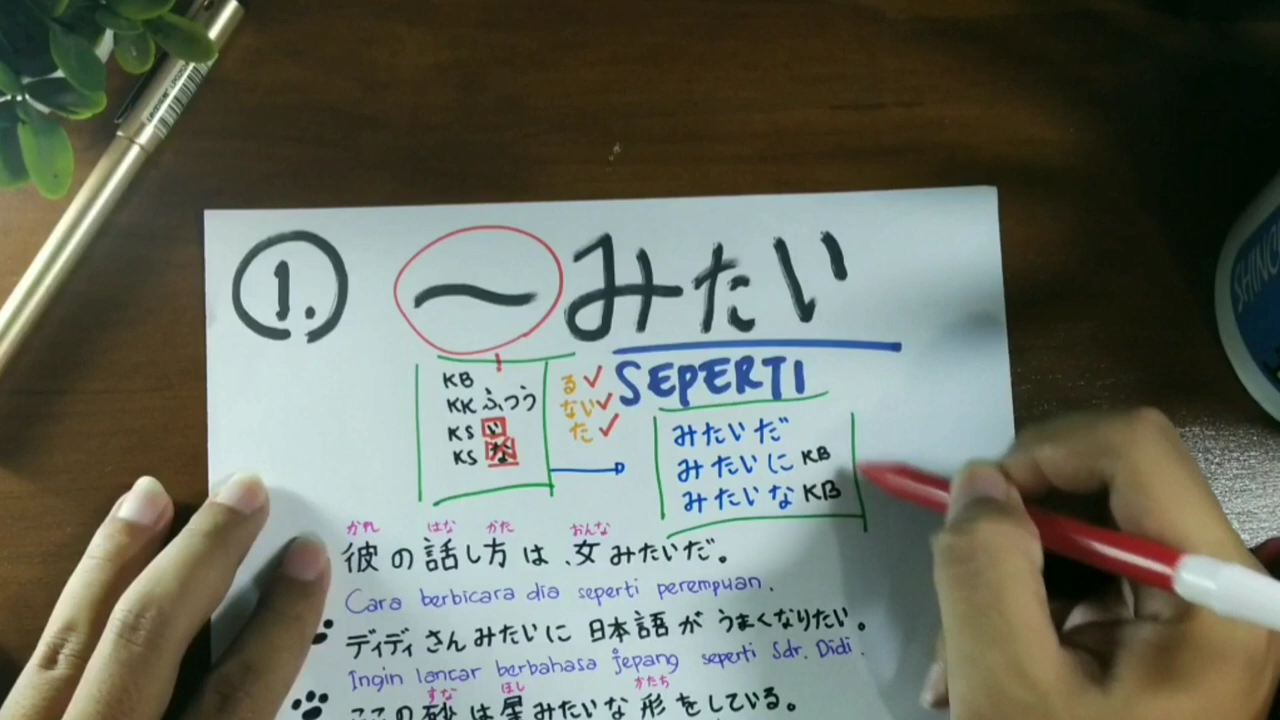 1. ～みたい
SEPERTI
KB
KK ふつう
KS い
KS な
る✓
ない✓
た✓
みたいだ
みたいに KB
みたいな KB
かれ はな かた おんな
彼の話し方は、女みたいだ。
Cara berbicara dia seperti perempuan.
ディディさんみたいに日本語がうまくなりたい。
Ingin lancar berbahasa jepang seperti Sdr. Didi.
すな ほし かたち
ここの砂は星みたいな形をしている。